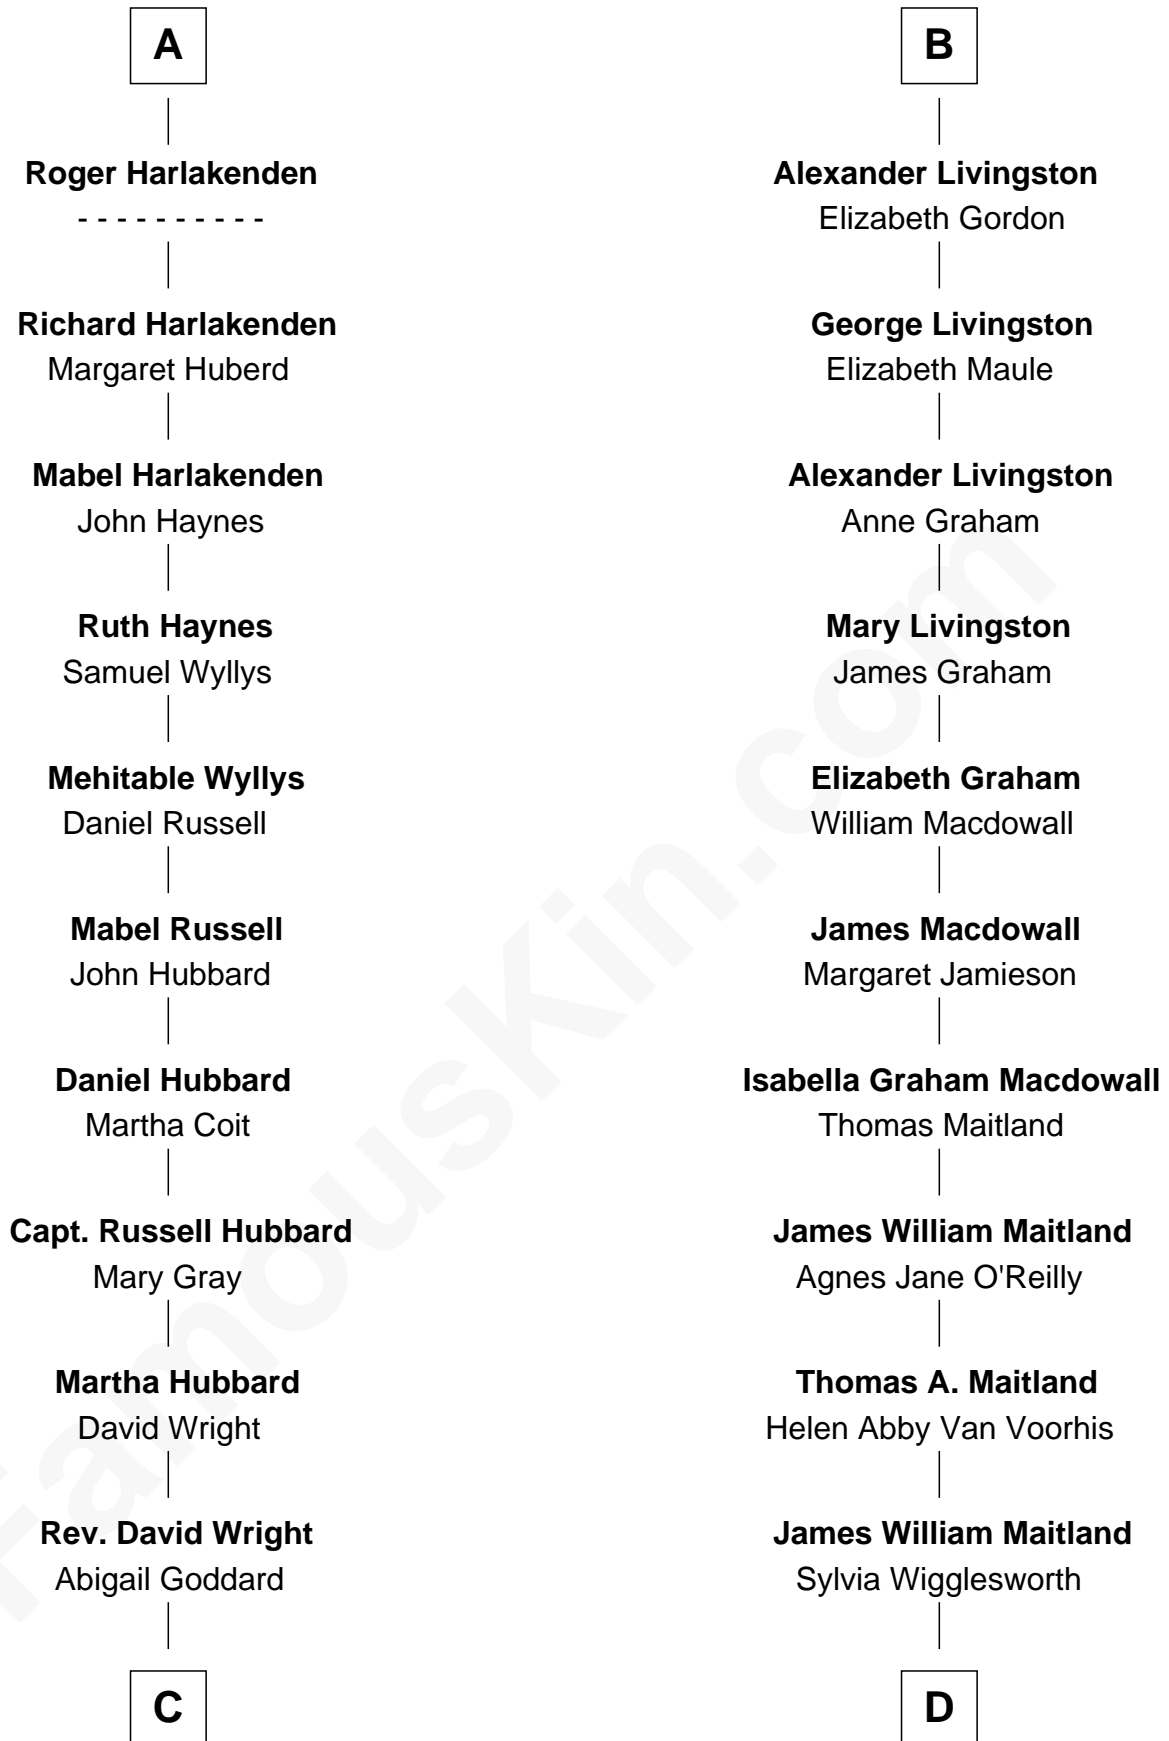 A
Roger Harlakenden
- - - - - - - - - -
Richard Harlakenden
Margaret Huberd
Mabel Harlakenden
John Haynes
Ruth Haynes
Samuel Wyllys
Mehitable Wyllys
Daniel Russell
Mabel Russell
John Hubbard
Daniel Hubbard
Martha Coit
Capt. Russell Hubbard
Mary Gray
Martha Hubbard
David Wright
Rev. David Wright
Abigail Goddard
C
B
Alexander Livingston
Elizabeth Gordon
George Livingston
Elizabeth Maule
Alexander Livingston
Anne Graham
Mary Livingston
James Graham
Elizabeth Graham
William Macdowall
James Macdowall
Margaret Jamieson
Isabella Graham Macdowall
Thomas Maitland
James William Maitland
Agnes Jane O'Reilly
Thomas A. Maitland
Helen Abby Van Voorhis
James William Maitland
Sylvia Wigglesworth
D
FamousKin.com